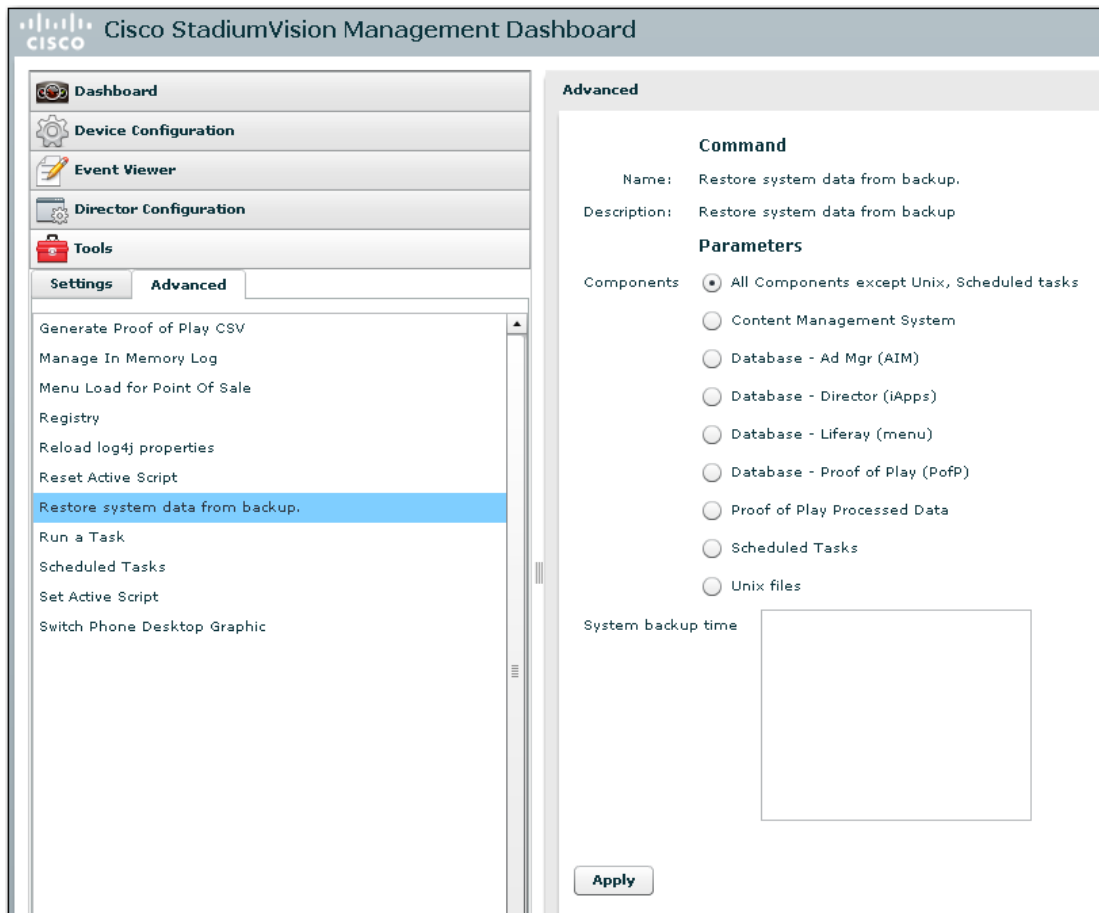 CISCO
Cisco StadiumVision Management Dashboard
Dashboard
Device Configuration
Event Viewer
Director Configuration
Tools
Settings
Advanced
Generate Proof of Play CSV
Manage In Memory Log
Menu Load for Point Of Sale
Registry
Reload log4j properties
Reset Active Script
Restore system data from backup.
Run a Task
Scheduled Tasks
Set Active Script
Switch Phone Desktop Graphic
Advanced
Command
Name: Restore system data from backup.
Description: Restore system data from backup
Parameters
Components All Components except Unix, Scheduled tasks
Content Management System
Database - Ad Mgr (AIM)
Database - Director (iApps)
Database - Liferay (menu)
Database - Proof of Play (PofP)
Proof of Play Processed Data
Scheduled Tasks
Unix files
System backup time
Apply